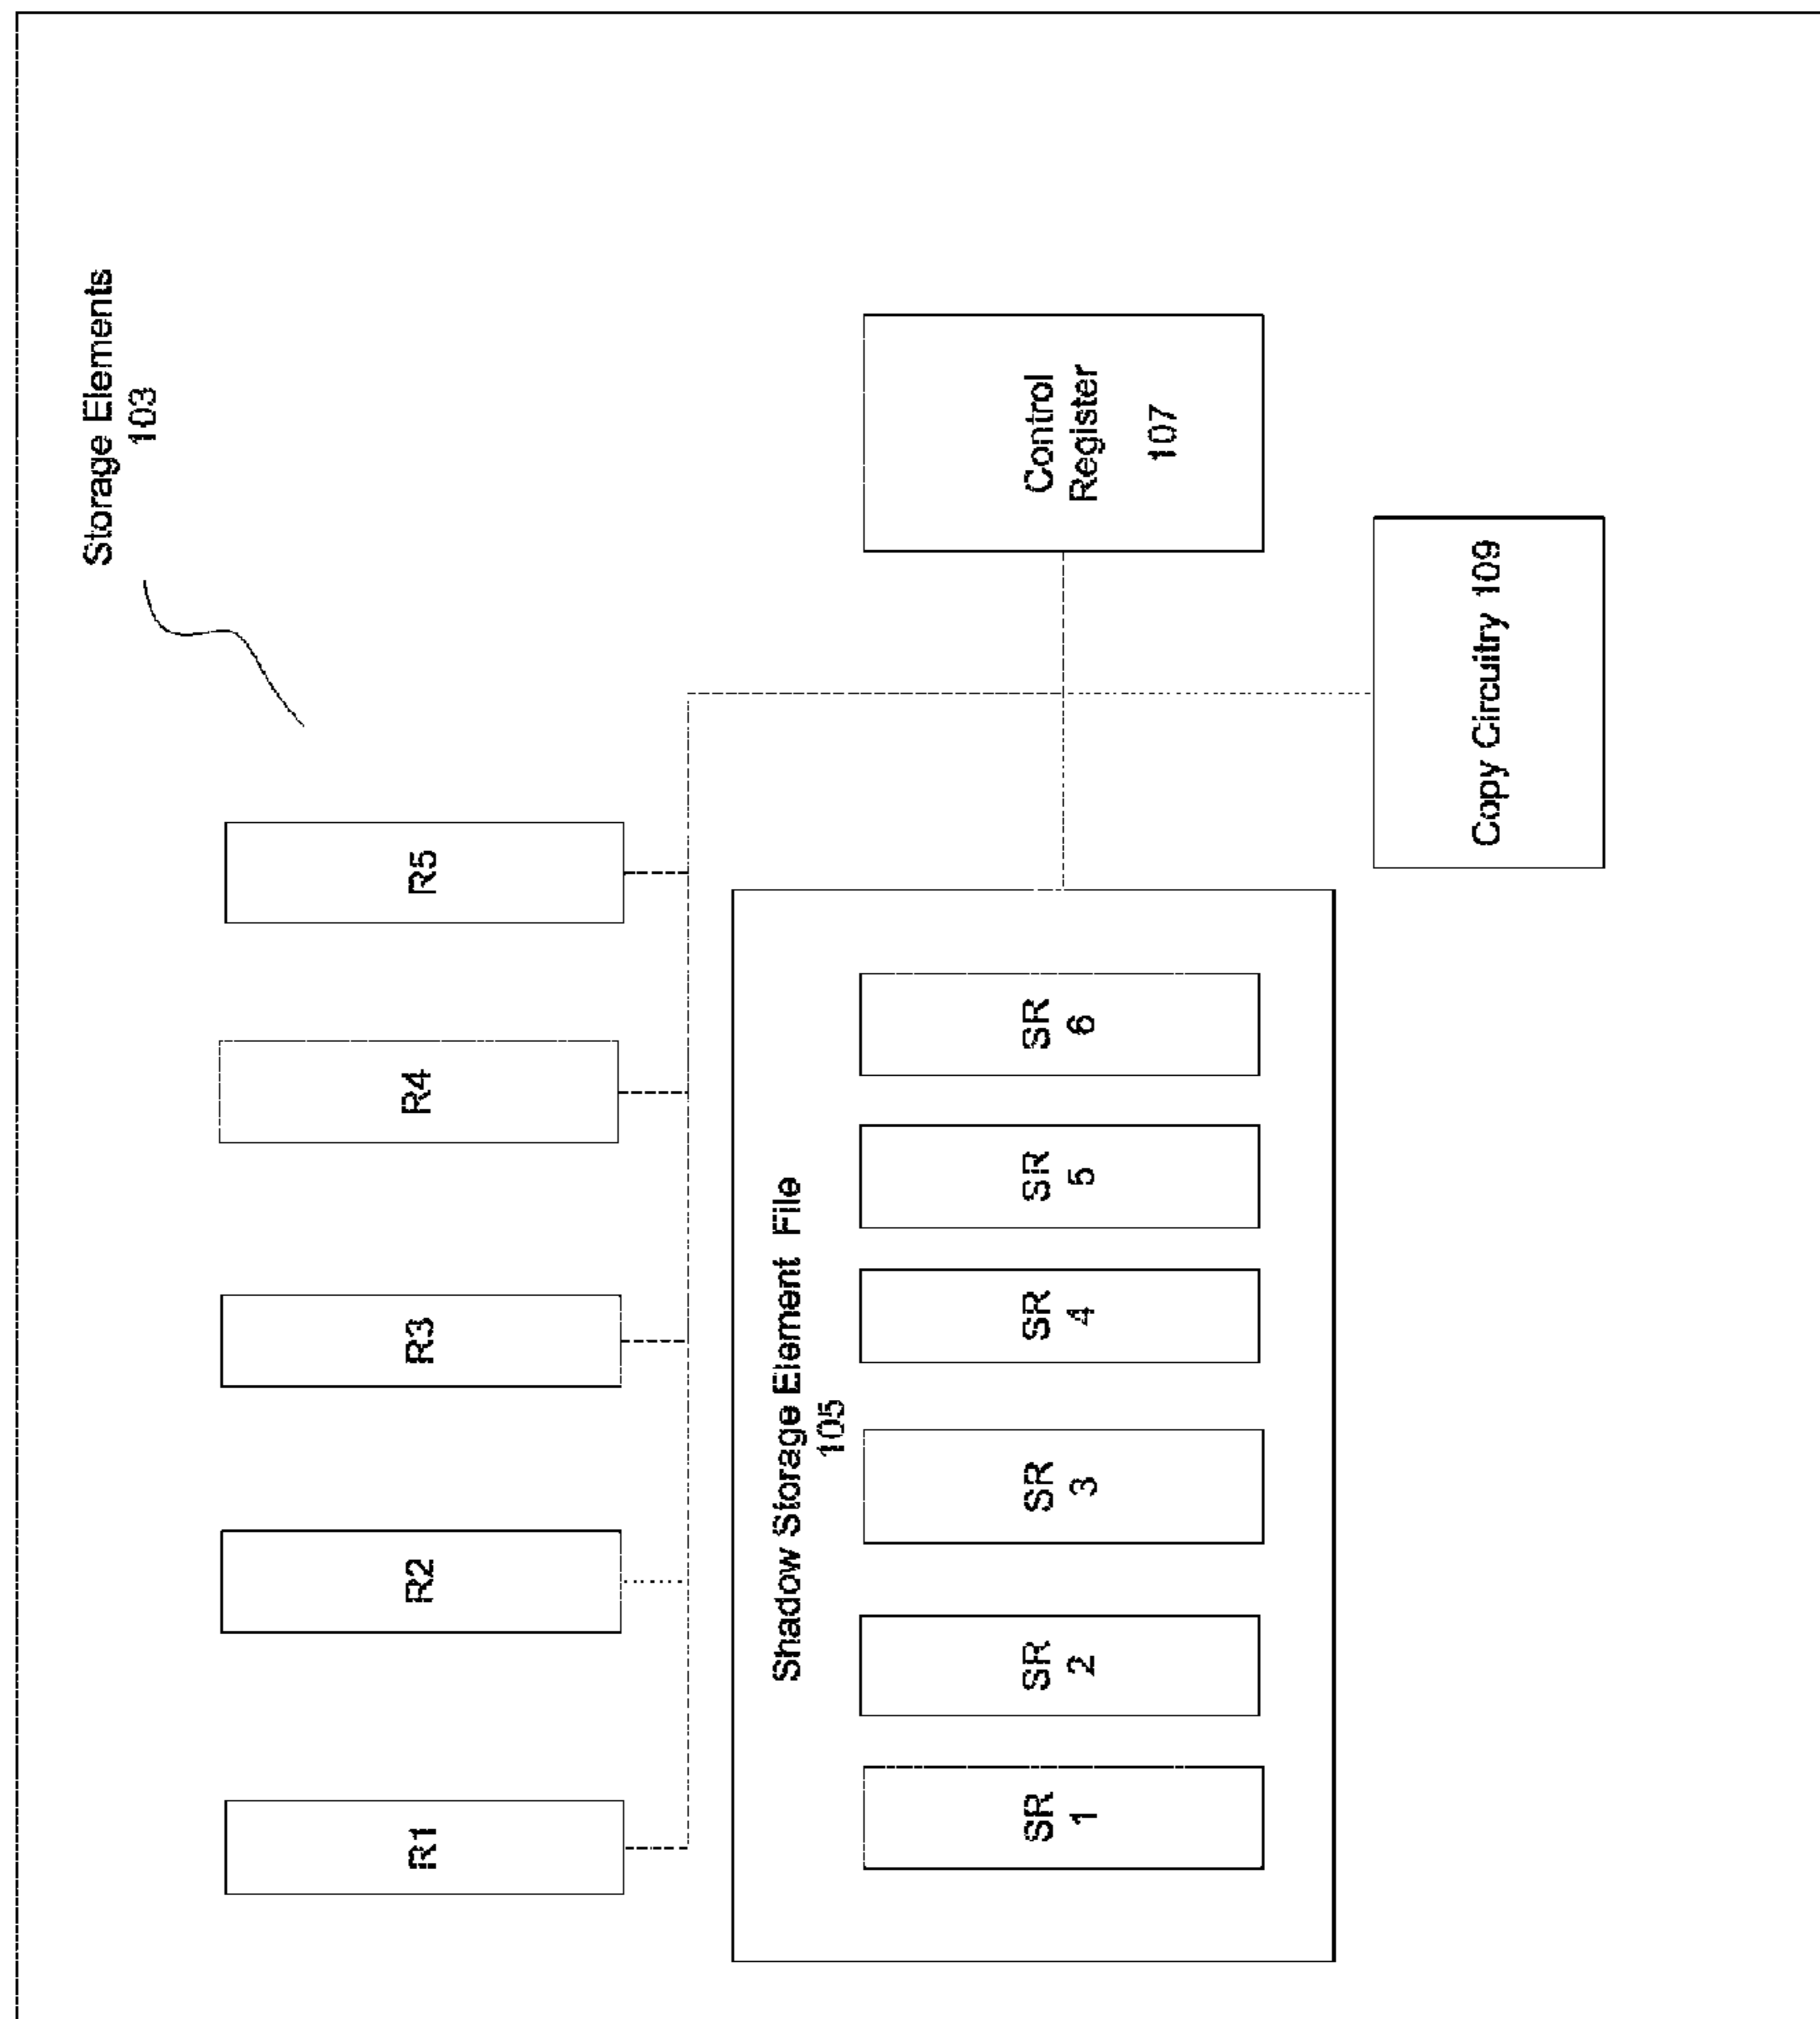 Storage Elements
103
R1
R2
R3
R4
R5
Shadow Storage Element File
105
SR
1
SR
2
SR
3
SR
4
SR
5
SR
6
Control
Register
107
Copy Circuitry 109